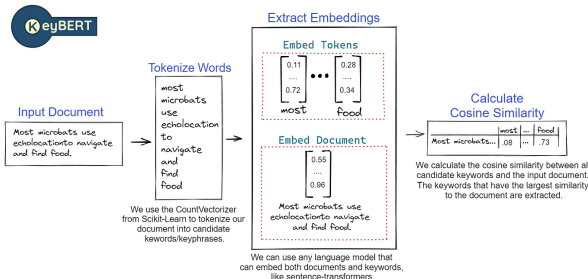 KeyBERT
Extract Embeddings
Embed Tokens
0.11
....
0.72
•••
0.28
....
0.34
most
food
Tokenize Words
most
microbats
use
echolocation
to
navigate
and
find
food
We use the CountVectorizer
from Scikit-Learn to tokenize our
document into candidate
kewords/keyphrases.
Input Document
Most microbats use
echolocationto navigate
and find food.
Embed Document
0.55
....
0.96
Most microbats use
echolocationto navigate
and find food.
We can use any language model that
can embed both documents and keywords,
like sentence-transformers.
Calculate
Cosine Similarity
most ... food
Most microbats... .08 ... .73
We calculate the cosine similarity between all
candidate keywords and the input document.
The keywords that have the largest similarity
to the document are extracted.